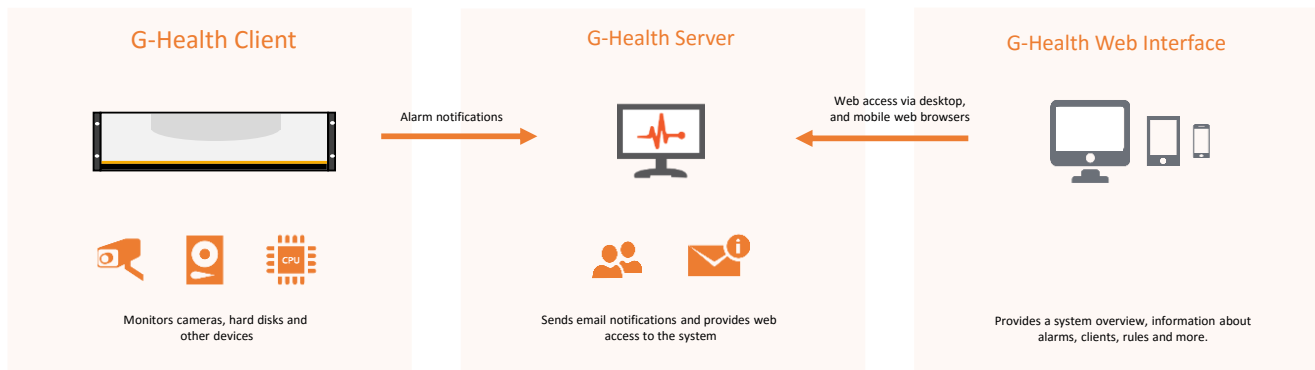 G-Health Client
Alarm notifications
CPU
Monitors cameras, hard disks and
other devices
G-Health Server
i
Sends email notifications and provides web
access to the system
Web access via desktop,
and mobile web browsers
G-Health Web Interface
Provides a system overview, information about
alarms, clients, rules and more.